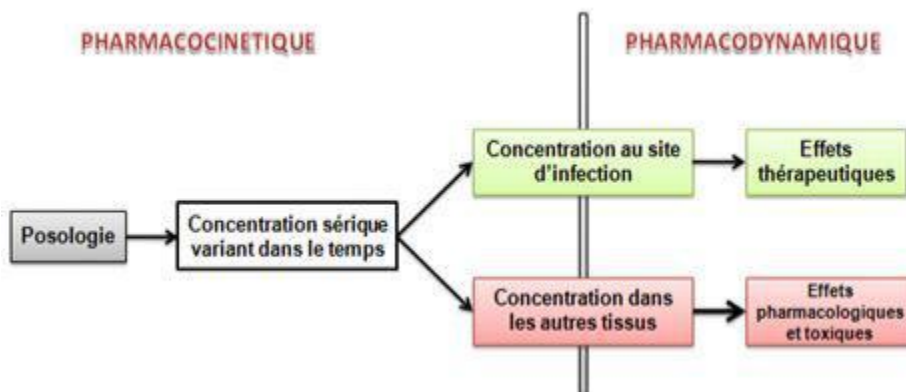 PHARMACOCINETIQUE
PHARMACODYNAMIQUE
Posologie
Concentration sérique
variant dans le temps
Concentration au site
d'infection
Effets
thérapeutiques
Concentration dans
les autres tissus
Effets
pharmacologiques
et toxiques